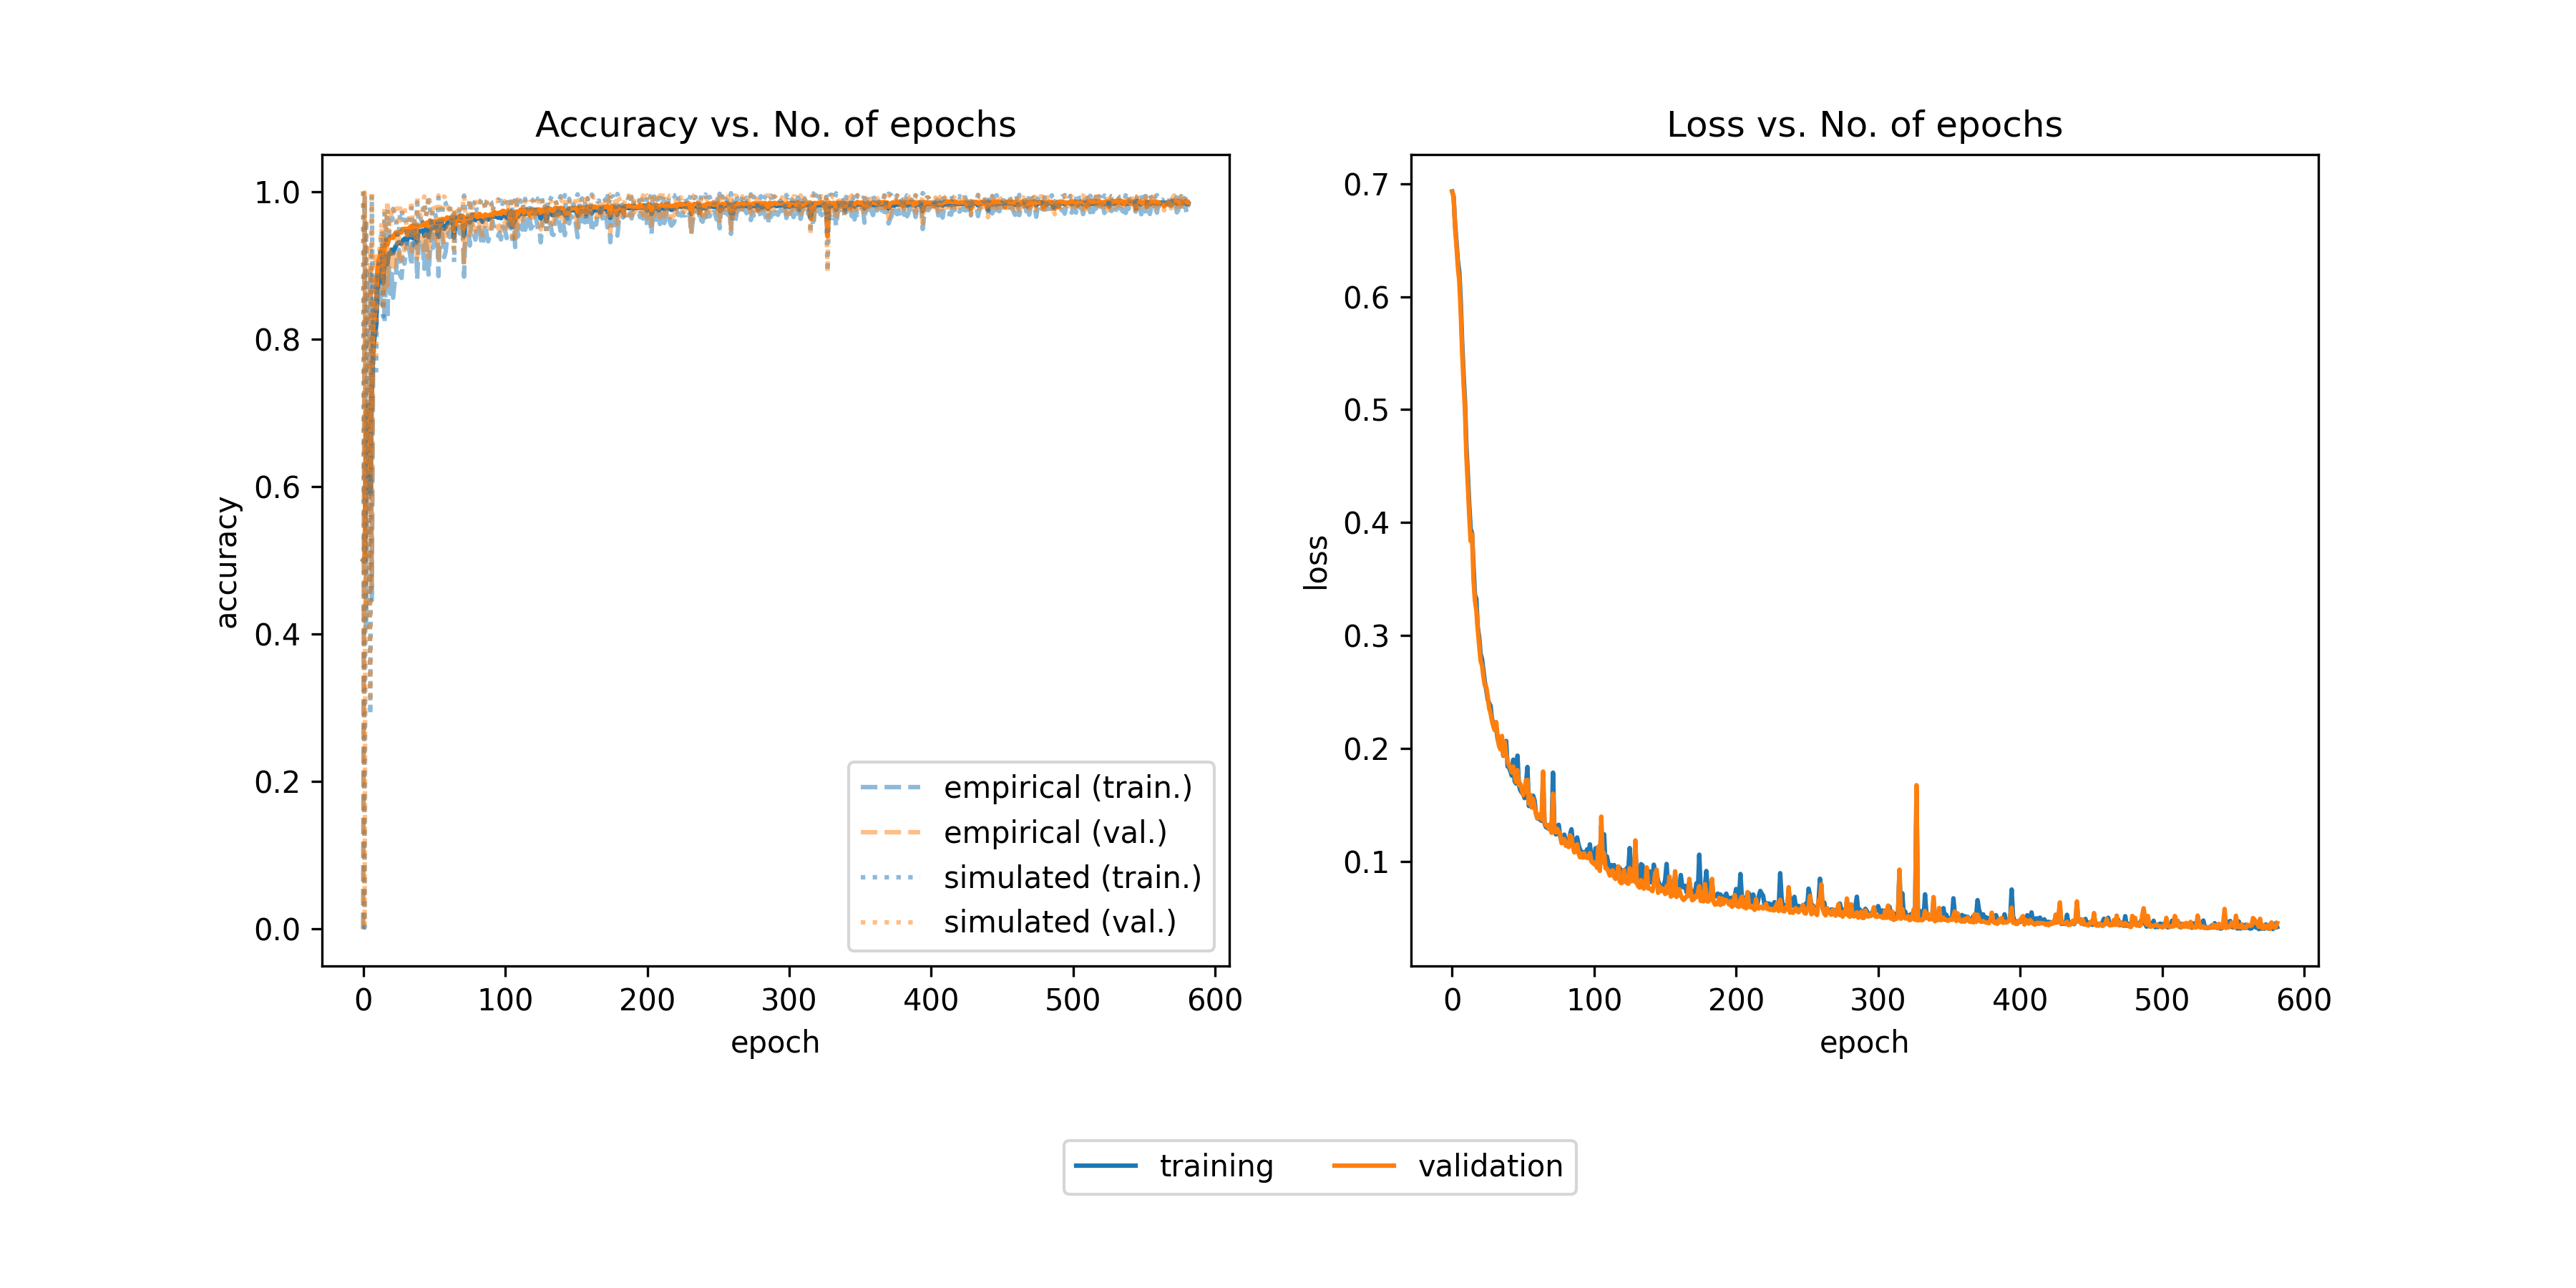 Accuracy vs. No. of epochs
1.0
0.8
0.6
0.4
0.2
0.0
accuracy
0 100 200 300 400 500 600
epoch
empirical (train.)
empirical (val.)
simulated (train.)
simulated (val.)
Loss vs. No. of epochs
0.7
0.6
0.5
0.4
0.3
0.2
0.1
loss
0 100 200 300 400 500 600
epoch
training validation